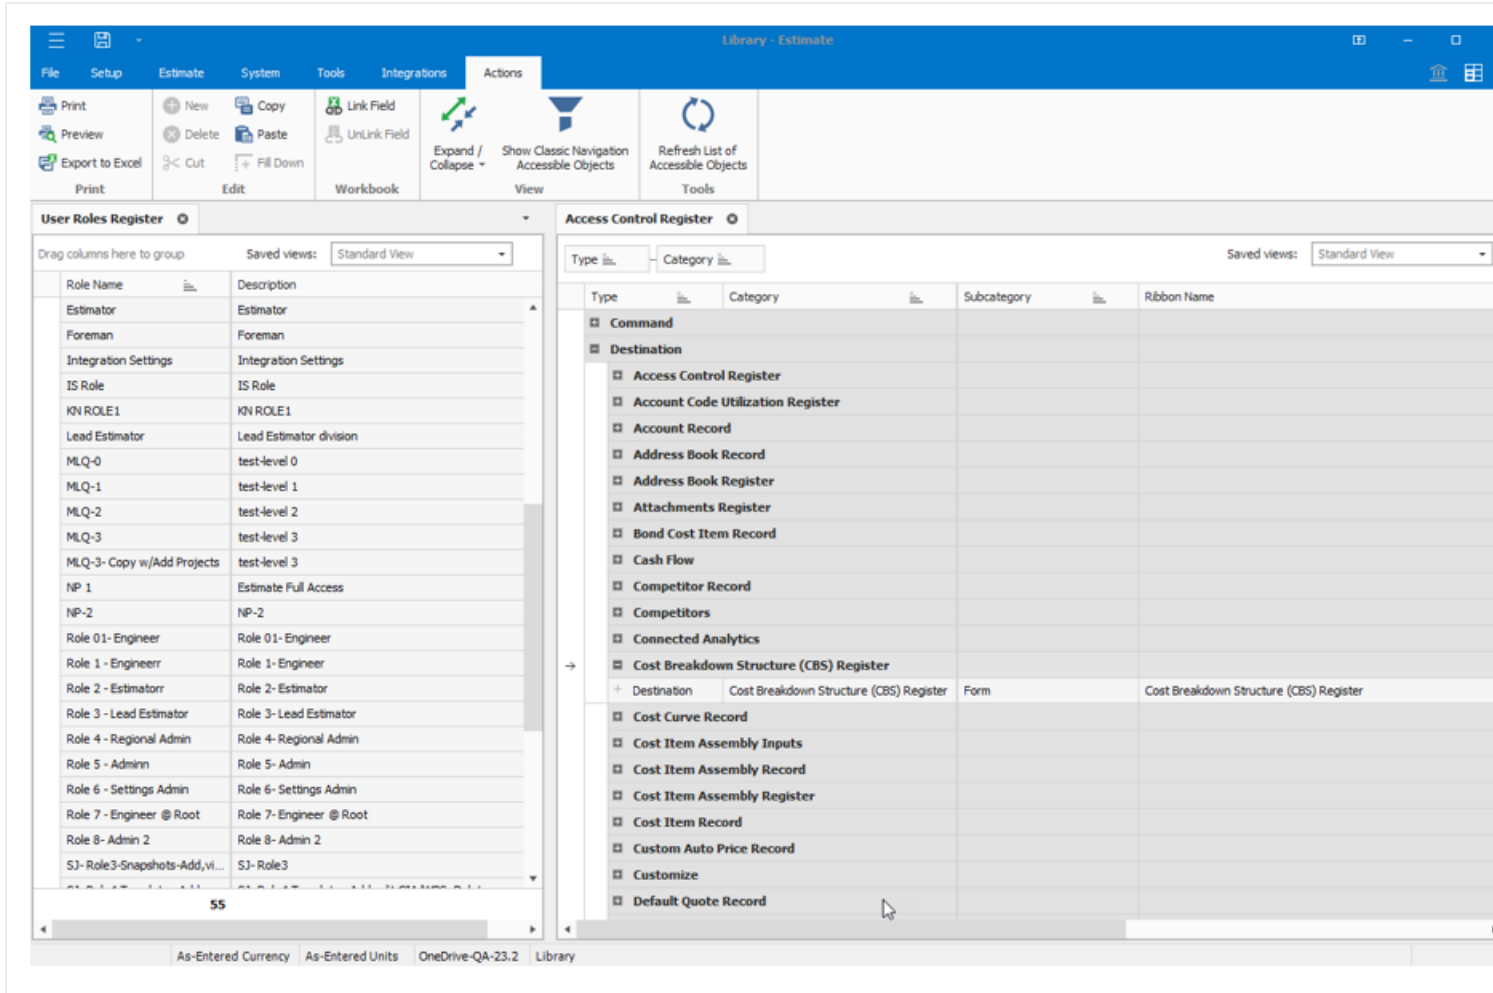 Library - Estimate
File Setup Estimate System Tools Integrations Actions
Print New Copy Link Field
Preview Delete Paste UnLink Field
Export to Excel Cut Fill Down
Expand / Collapse
Show Classic Navigation Accessible Objects
Refresh List of Accessible Objects
Print Edit Workbook View Tools
User Roles Register
Drag columns here to group Saved views: Standard View
Role Name Description
Estimator Estimator
Foreman Foreman
Integration Settings Integration Settings
IS Role IS Role
KN ROLE1 KN ROLE1
Lead Estimator Lead Estimator division
MLQ-0 test-level 0
MLQ-1 test-level 1
MLQ-2 test-level 2
MLQ-3 test-level 3
MLQ-3- Copy w/Add Projects test-level 3
NP 1 Estimate Full Access
NP-2 NP-2
Role 01- Engineer Role 01- Engineer
Role 1 - Engineerr Role 1- Engineer
Role 2 - Estimatorr Role 2- Estimator
Role 3 - Lead Estimator Role 3- Lead Estimator
Role 4 - Regional Admin Role 4- Regional Admin
Role 5 - Adminn Role 5- Admin
Role 6 - Settings Admin Role 6- Settings Admin
Role 7 - Engineer @ Root Role 7- Engineer @ Root
Role 8- Admin 2 Role 8- Admin 2
SJ- Role3-Snapshots-Add,vi... SJ- Role3
55
Access Control Register
Type Category Saved views: Standard View
Type Category Subcategory Ribbon Name
Command
Destination
Access Control Register
Account Code Utilization Register
Account Record
Address Book Record
Address Book Register
Attachments Register
Bond Cost Item Record
Cash Flow
Competitor Record
Competitors
Connected Analytics
Cost Breakdown Structure (CBS) Register
Destination Cost Breakdown Structure (CBS) Register Form Cost Breakdown Structure (CBS) Register
Cost Curve Record
Cost Item Assembly Inputs
Cost Item Assembly Record
Cost Item Assembly Register
Cost Item Record
Custom Auto Price Record
Customize
Default Quote Record
As-Entered Currency As-Entered Units OneDrive-QA-23.2 Library